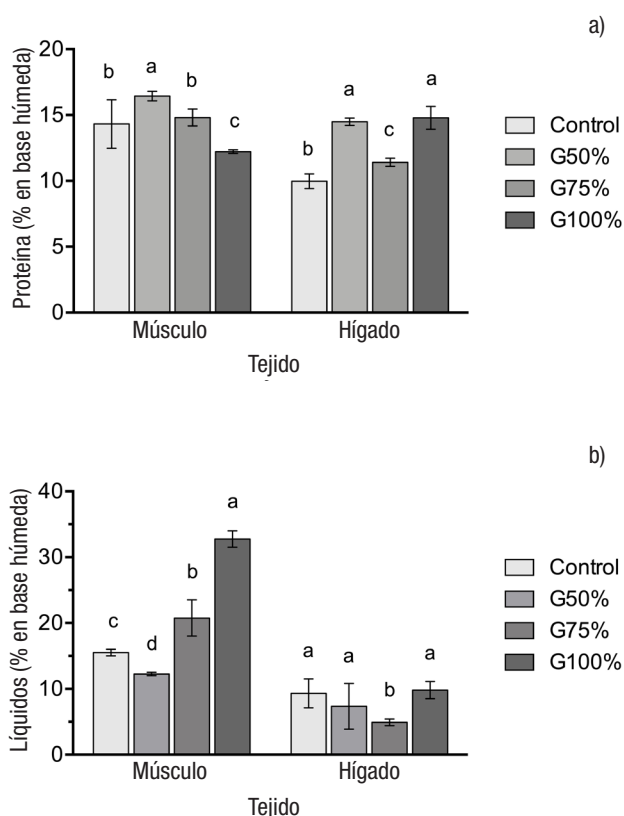 a)
Proteína (% en base húmeda)
20
15
10
5
0
b a b c
b a c a
Músculo Hígado
Tejido
Control
G50%
G75%
G100%
b)
Líquidos (% en base húmeda)
40
30
20
10
0
c d b a
a a b a
Músculo Hígado
Tejido
Control
G50%
G75%
G100%